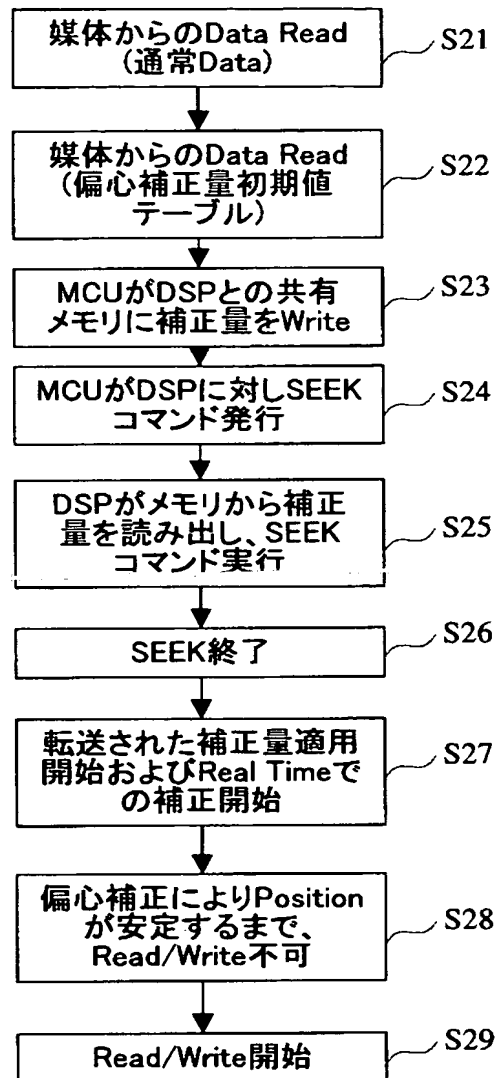 媒体からのData Read
(通常Data)
S21
媒体からのData Read
(偏心補正量初期値
テーブル)
S22
MCUがDSPとの共有
メモリに補正量をWrite
S23
MCUがDSPに対しSEEK
コマンド発行
S24
DSPがメモリから補正
量を読み出し、SEEK
コマンド実行
S25
SEEK終了
S26
転送された補正量適用
開始およびReal Timeで
の補正開始
S27
偏心補正によりPosition
が安定するまで、
Read/Write不可
S28
Read/Write開始
S29